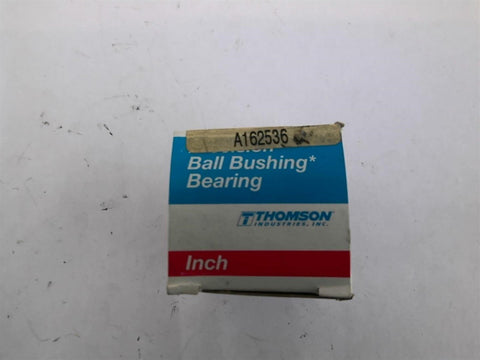 A162536
Ball Bushing*
Bearing
THOMSON
INDUSTRIES, INC.
Inch